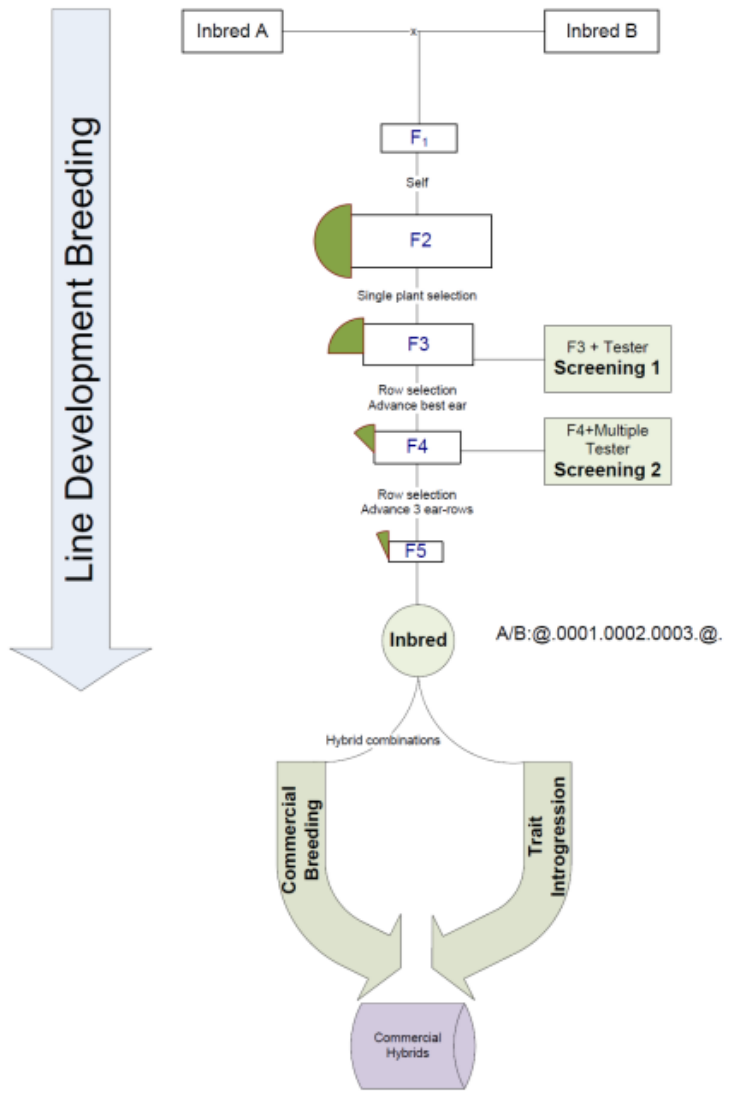 Inbred A
x
Inbred B
Line Development Breeding
F₁
Self
F2
Single plant selection
F3
F3 + Tester
Screening 1
Row selection
Advance best ear
F4
F4+Multiple
Tester
Screening 2
Row selection
Advance 3 ear-rows
F5
Inbred
A/B:@.0001.0002.0003.@.
Hybrid combinations
Commercial
Breeding
Trait
Introgression
Commercial
Hybrids